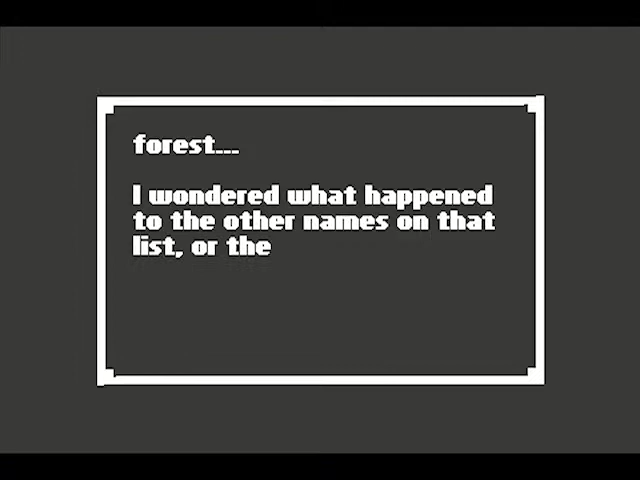 forest...
I wondered what happened
to the other names on that
list, or the